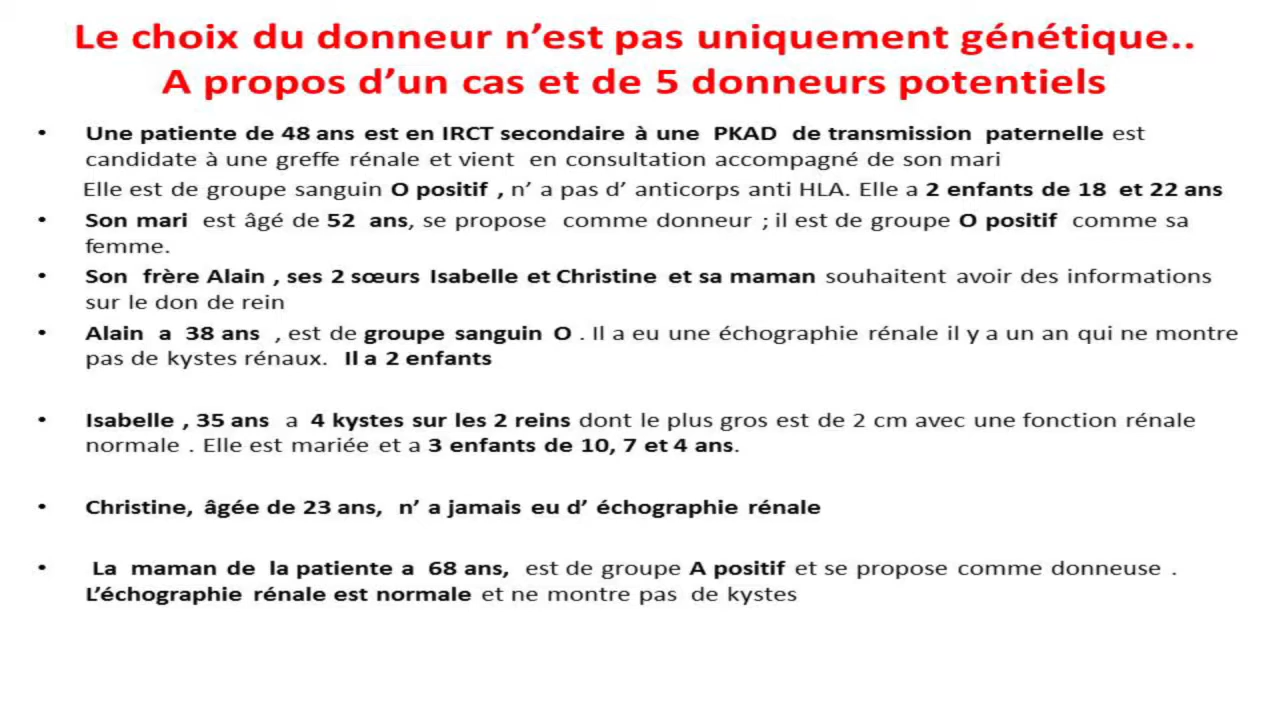 Le choix du donneur n’est pas uniquement génétique..
A propos d’un cas et de 5 donneurs potentiels
• Une patiente de 48 ans est en IRCT secondaire à une PKAD de transmission paternelle est
candidate à une greffe rénale et vient en consultation accompagné de son mari
Elle est de groupe sanguin O positif , n’ a pas d’ anticorps anti HLA. Elle a 2 enfants de 18 et 22 ans
• Son mari est âgé de 52 ans, se propose comme donneur ; il est de groupe O positif comme sa
femme.
• Son frère Alain , ses 2 sœurs Isabelle et Christine et sa maman souhaitent avoir des informations
sur le don de rein
• Alain a 38 ans , est de groupe sanguin O . Il a eu une échographie rénale il y a un an qui ne montre
pas de kystes rénaux. Il a 2 enfants
• Isabelle , 35 ans a 4 kystes sur les 2 reins dont le plus gros est de 2 cm avec une fonction rénale
normale . Elle est mariée et a 3 enfants de 10, 7 et 4 ans.
• Christine, âgée de 23 ans, n’ a jamais eu d’ échographie rénale
• La maman de la patiente a 68 ans, est de groupe A positif et se propose comme donneuse .
L’échographie rénale est normale et ne montre pas de kystes